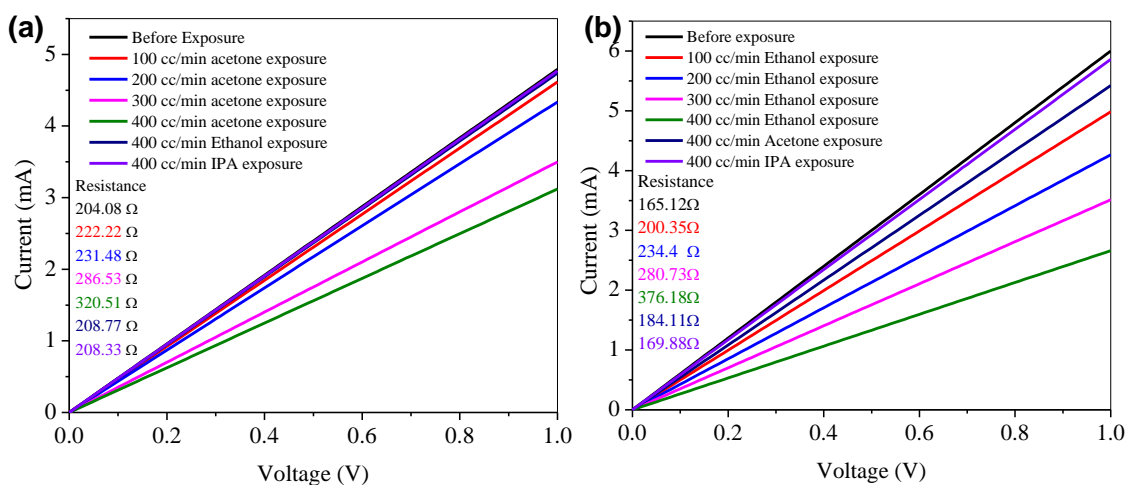 (a)
Before Exposure
100 cc/min acetone exposure
200 cc/min acetone exposure
300 cc/min acetone exposure
400 cc/min acetone exposure
400 cc/min Ethanol exposure
400 cc/min IPA exposure
Resistance
204.08 Ω
222.22 Ω
231.48 Ω
286.53 Ω
320.51 Ω
208.77 Ω
208.33 Ω
Current (mA)
5
4
3
2
1
0
0.0 0.2 0.4 0.6 0.8 1.0
Voltage (V)
(b)
Before exposure
100 cc/min Ethanol exposure
200 cc/min Ethanol exposure
300 cc/min Ethanol exposure
400 cc/min Ethanol exposure
400 cc/min Acetone exposure
400 cc/min IPA exposure
Resistance
165.12Ω
200.35Ω
234.4 Ω
280.73Ω
376.18Ω
184.11Ω
169.88Ω
Current (mA)
6
5
4
3
2
1
0
0.0 0.2 0.4 0.6 0.8 1.0
Voltage (V)